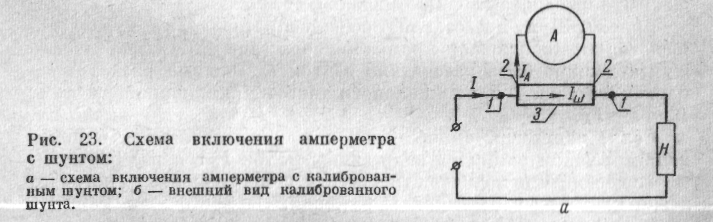 Рис. 23. Схема включения амперметра
с шунтом:
а — схема включения амперметра с калиброван-
ным шунтом; б — внешний вид калиброванного
шунта.
А
2 I_А 2
I
1 I_ш 1
3
Н
а